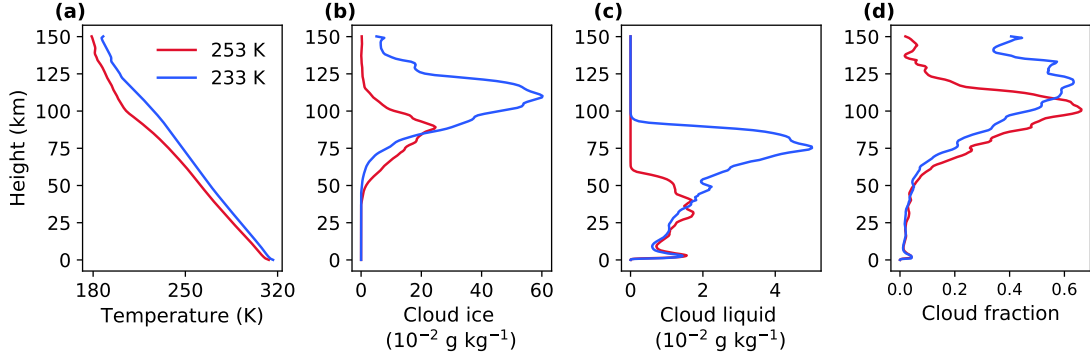 (a) (b) (c) (d)
150 150 150 150
125 125 125
100 100 100 100
75 75 75
50 50 50 50
25 25 25
0 0 0 0
253 K
233 K
Height (km)
180 250 320
0 20 40 60
0 2 4
0.0 0.2 0.4 0.6
Temperature (K) Cloud ice Cloud liquid Cloud fraction
(10⁻² g kg⁻¹) (10⁻² g kg⁻¹)